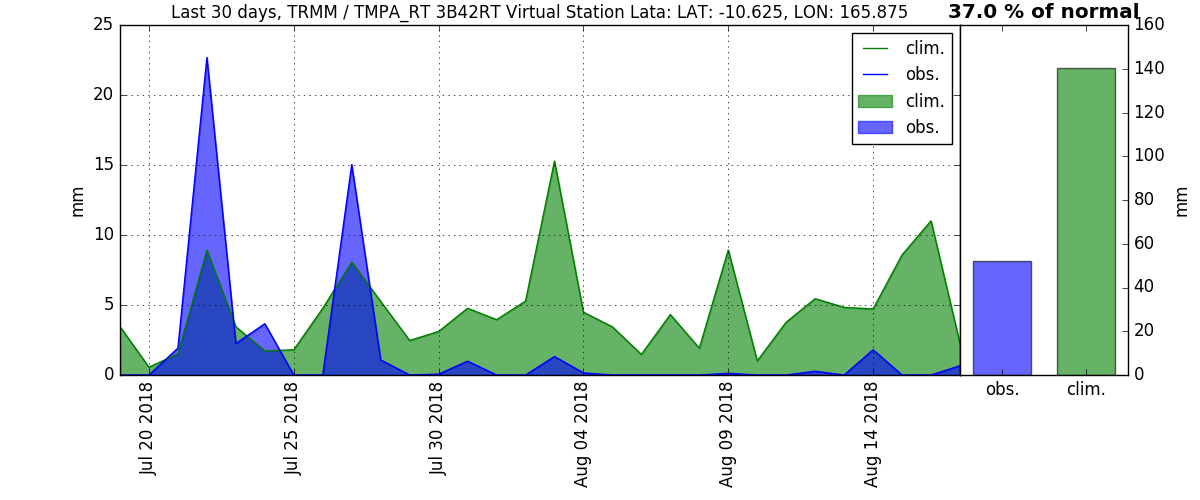 Last 30 days, TRMM / TMPA_RT 3B42RT Virtual Station Lata: LAT: -10.625, LON: 165.875
37.0 % of normal
25
20
15
10
5
0
mm
clim.
obs.
clim.
obs.
160
140
120
100
80
60
40
20
0
mm
Jul 20 2018
Jul 25 2018
Jul 30 2018
Aug 04 2018
Aug 09 2018
Aug 14 2018
obs.
clim.